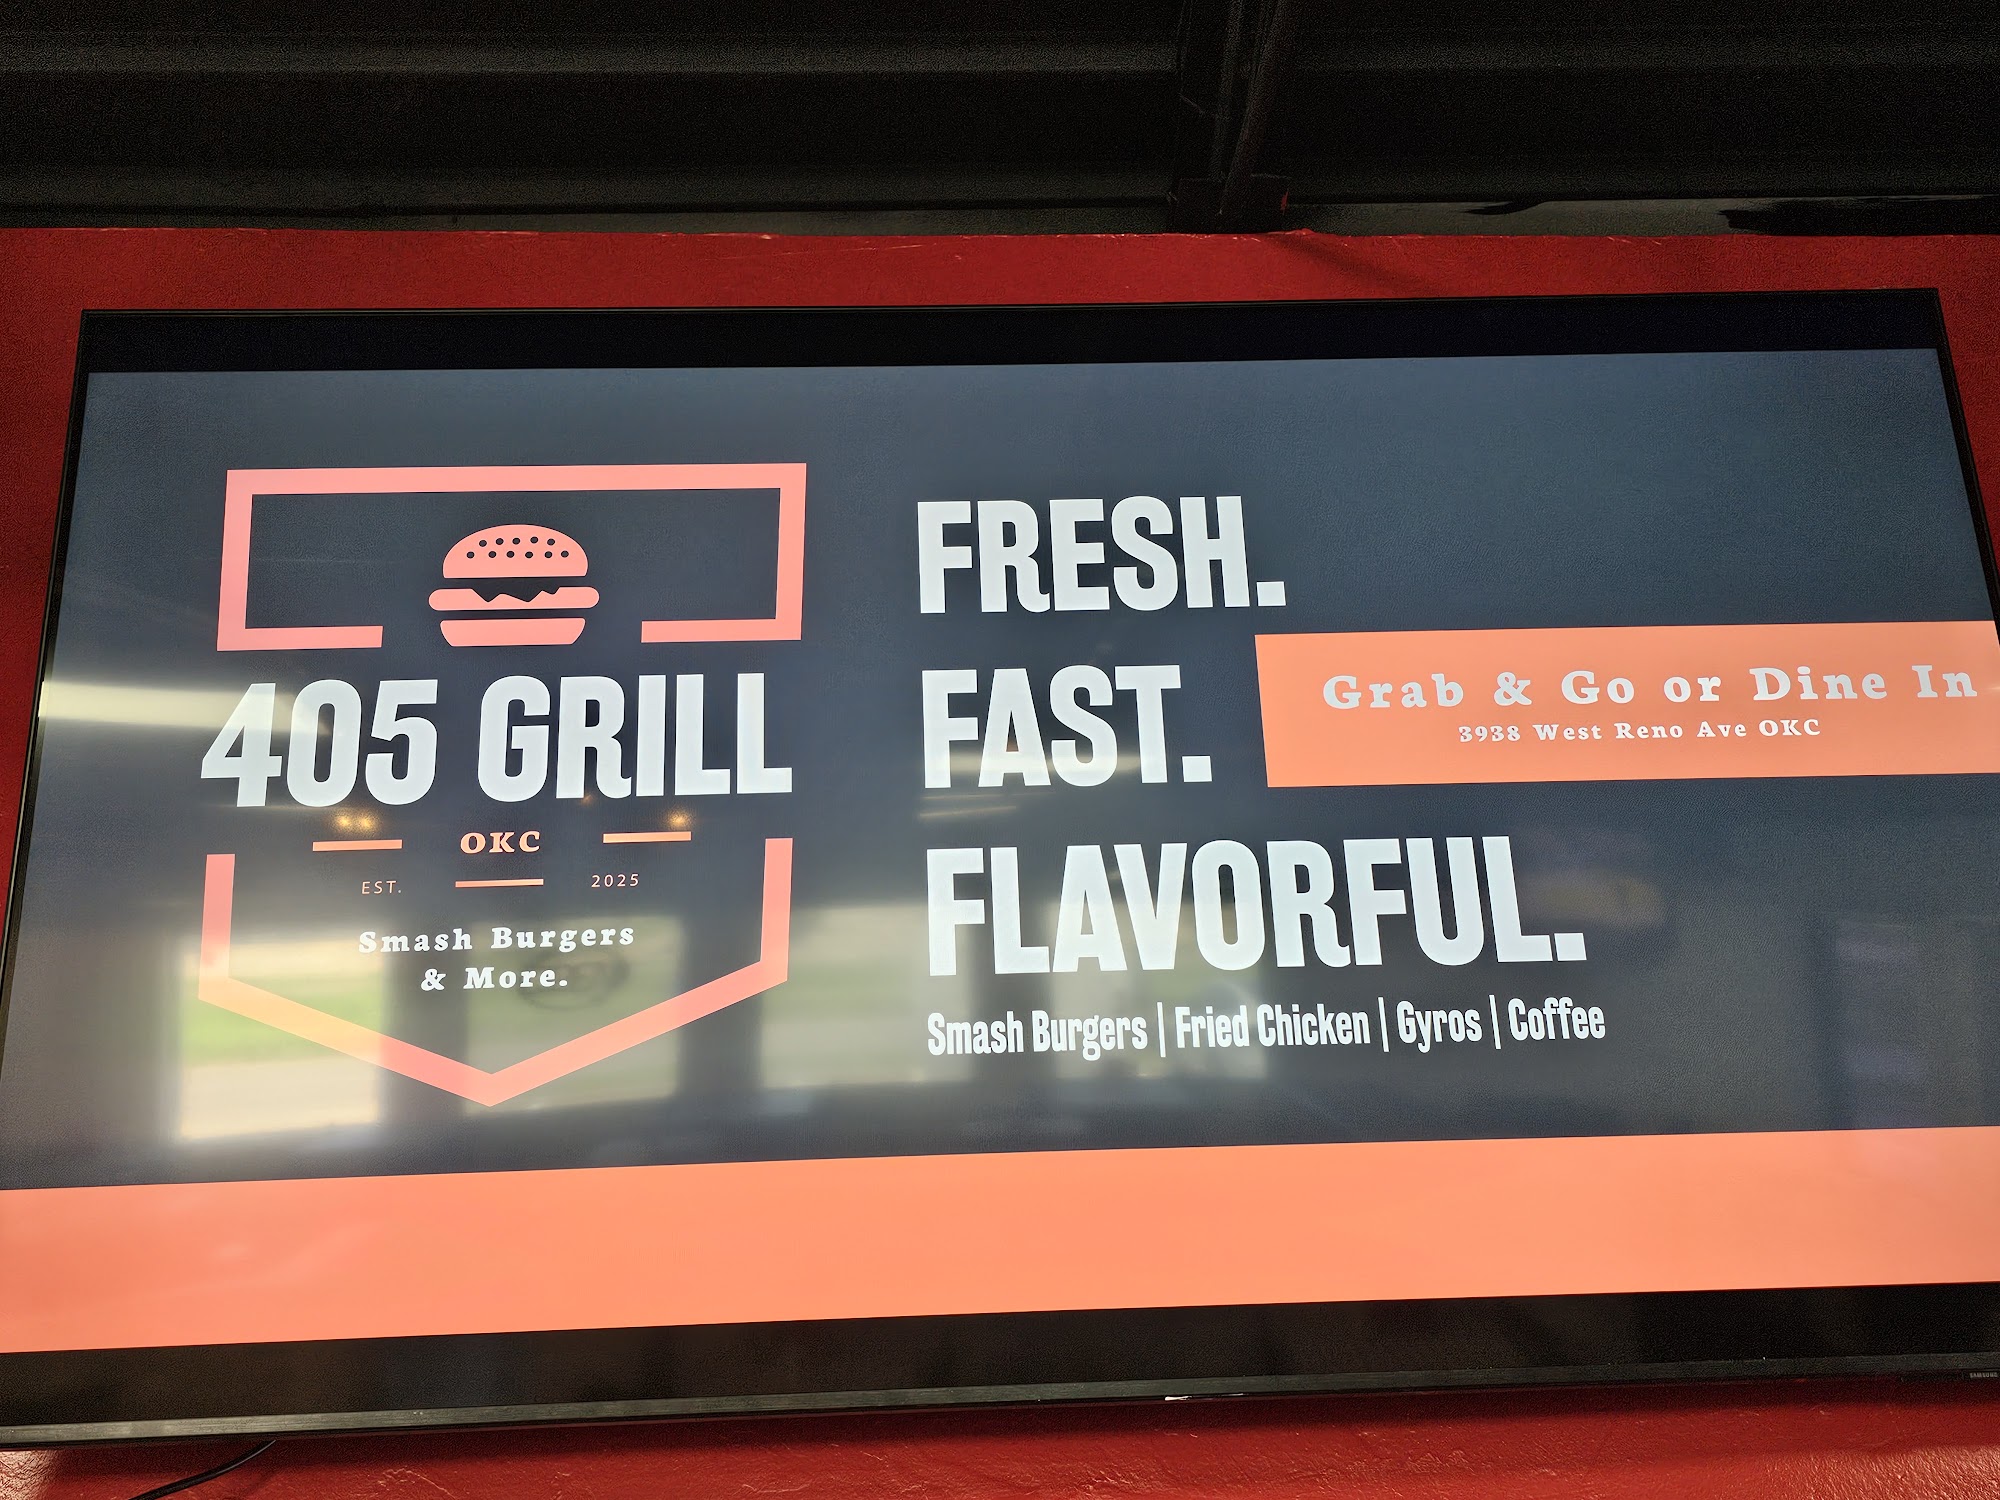 405 GRILL
OKC
EST. 2025
Smash Burgers
& More.
FRESH.
FAST.
FLAVORFUL.
Smash Burgers | Fried Chicken | Gyros | Coffee
Grab & Go or Dine In
3938 West Reno Ave OKC
SAMSUNG